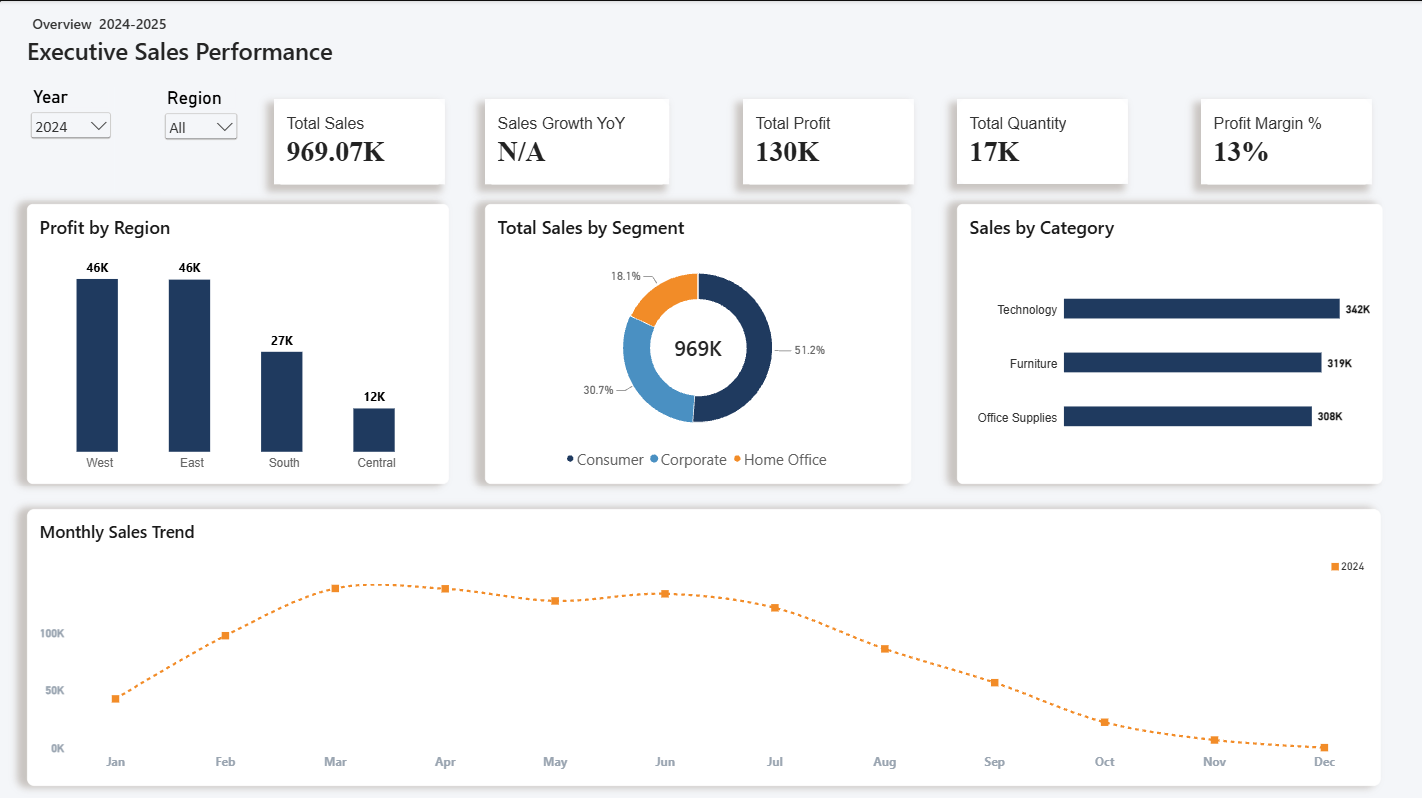 Overview 2024-2025
Executive Sales Performance
Year
2024
Region
All
Total Sales
969.07K
Sales Growth YoY
N/A
Total Profit
130K
Total Quantity
17K
Profit Margin %
13%
Profit by Region
46K
46K
27K
12K
West
East
South
Central
Total Sales by Segment
18.1%
969K
51.2%
30.7%
Consumer
Corporate
Home Office
Sales by Category
Technology
342K
Furniture
319K
Office Supplies
308K
Monthly Sales Trend
2024
100K
50K
0K
Jan
Feb
Mar
Apr
May
Jun
Jul
Aug
Sep
Oct
Nov
Dec